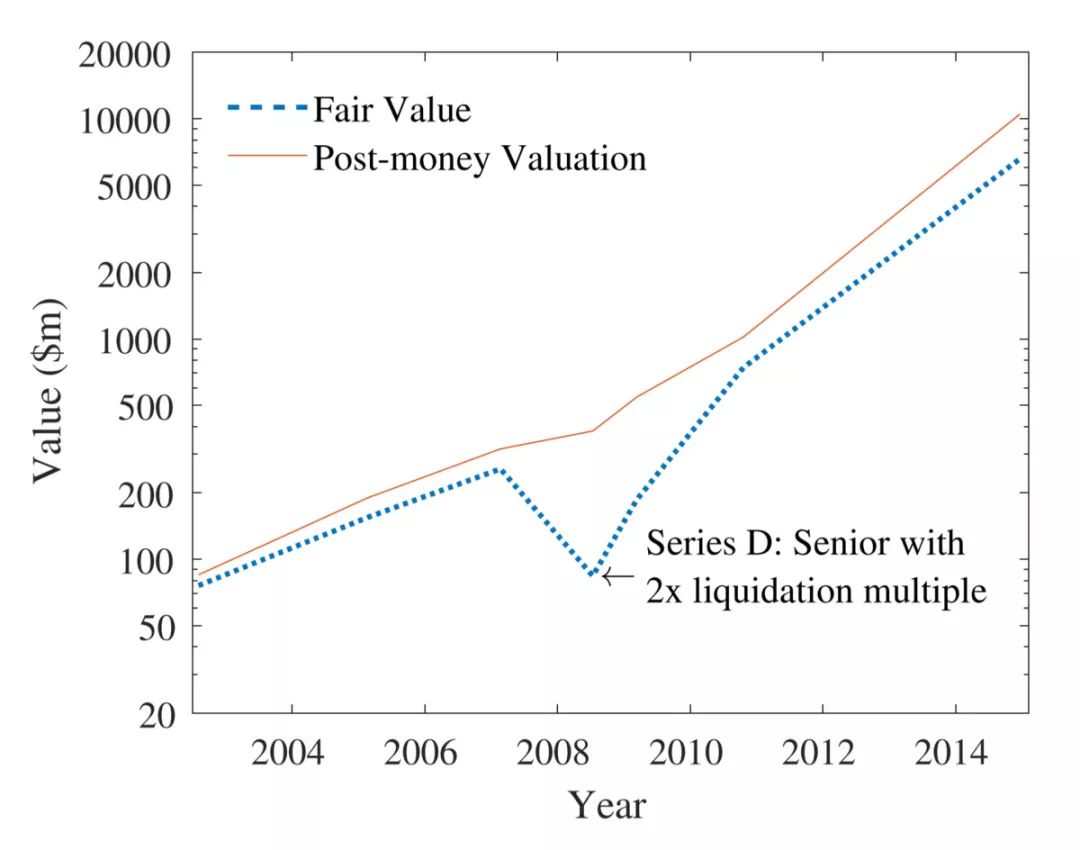 20000
10000
5000
2000
1000
500
200
100
50
20
Value ($m)
Fair Value
Post-money Valuation
Series D: Senior with
2x liquidation multiple
2004 2006 2008 2010 2012 2014
Year